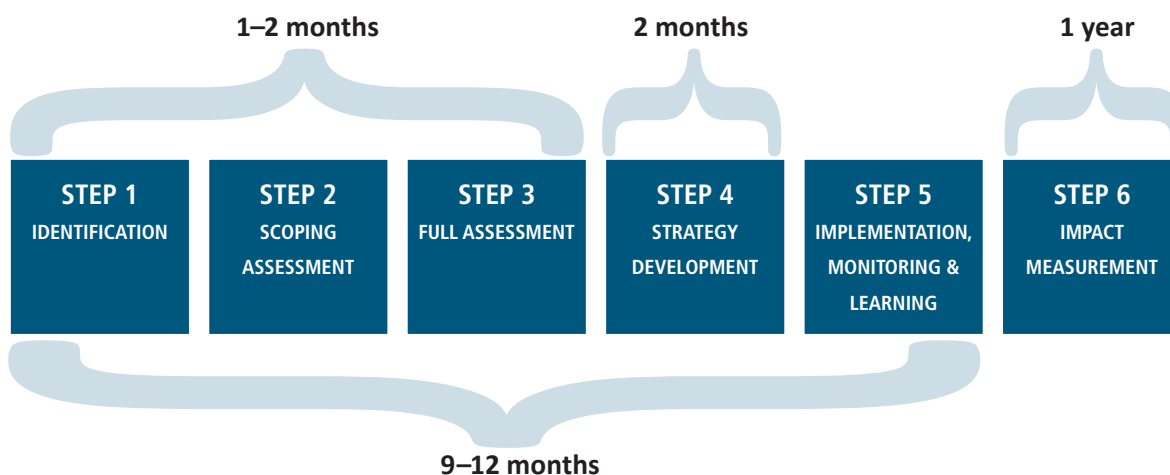 1–2 months
2 months
1 year
STEP 1
IDENTIFICATION
STEP 2
SCOPING
ASSESSMENT
STEP 3
FULL ASSESSMENT
STEP 4
STRATEGY
DEVELOPMENT
STEP 5
IMPLEMENTATION,
MONITORING &
LEARNING
STEP 6
IMPACT
MEASUREMENT
9–12 months